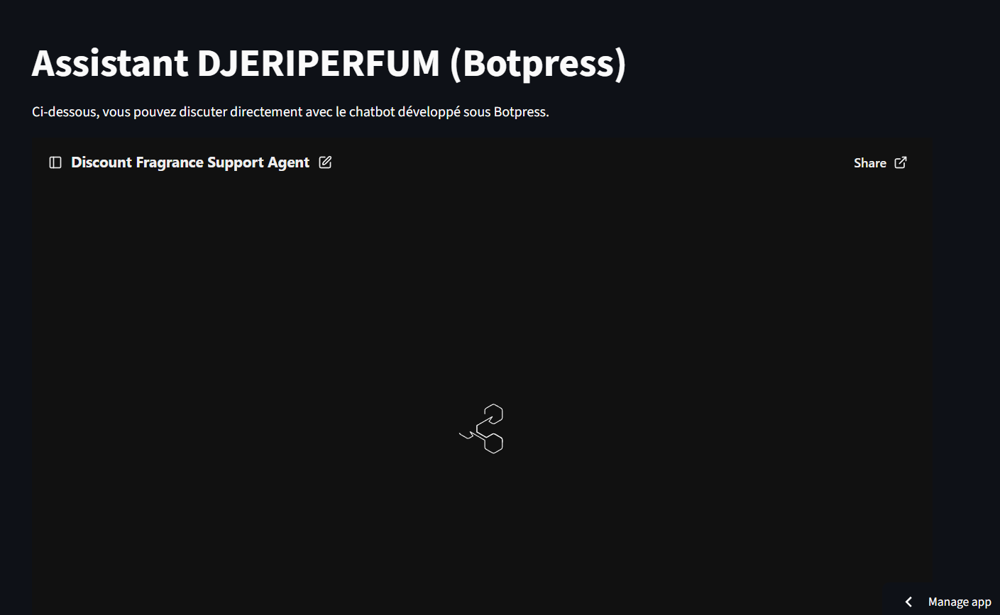 Assistant DJERIPERFUM (Botpress)
Ci-dessous, vous pouvez discuter directement avec le chatbot développé sous Botpress.
Discount Fragrance Support Agent
Share
Manage app